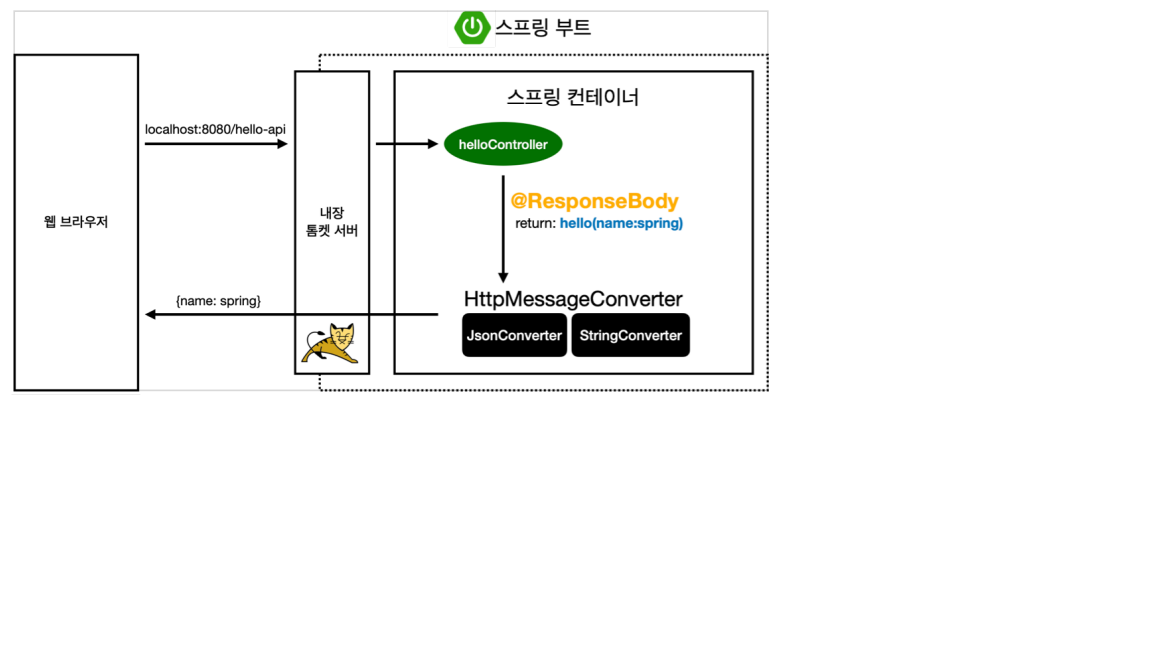 스프링 부트
스프링 컨테이너
localhost:8080/hello-api
helloController
@ResponseBody
return: hello(name:spring)
웹 브라우저
내장
톰켓 서버
{name: spring}
HttpMessageConverter
JsonConverter
StringConverter